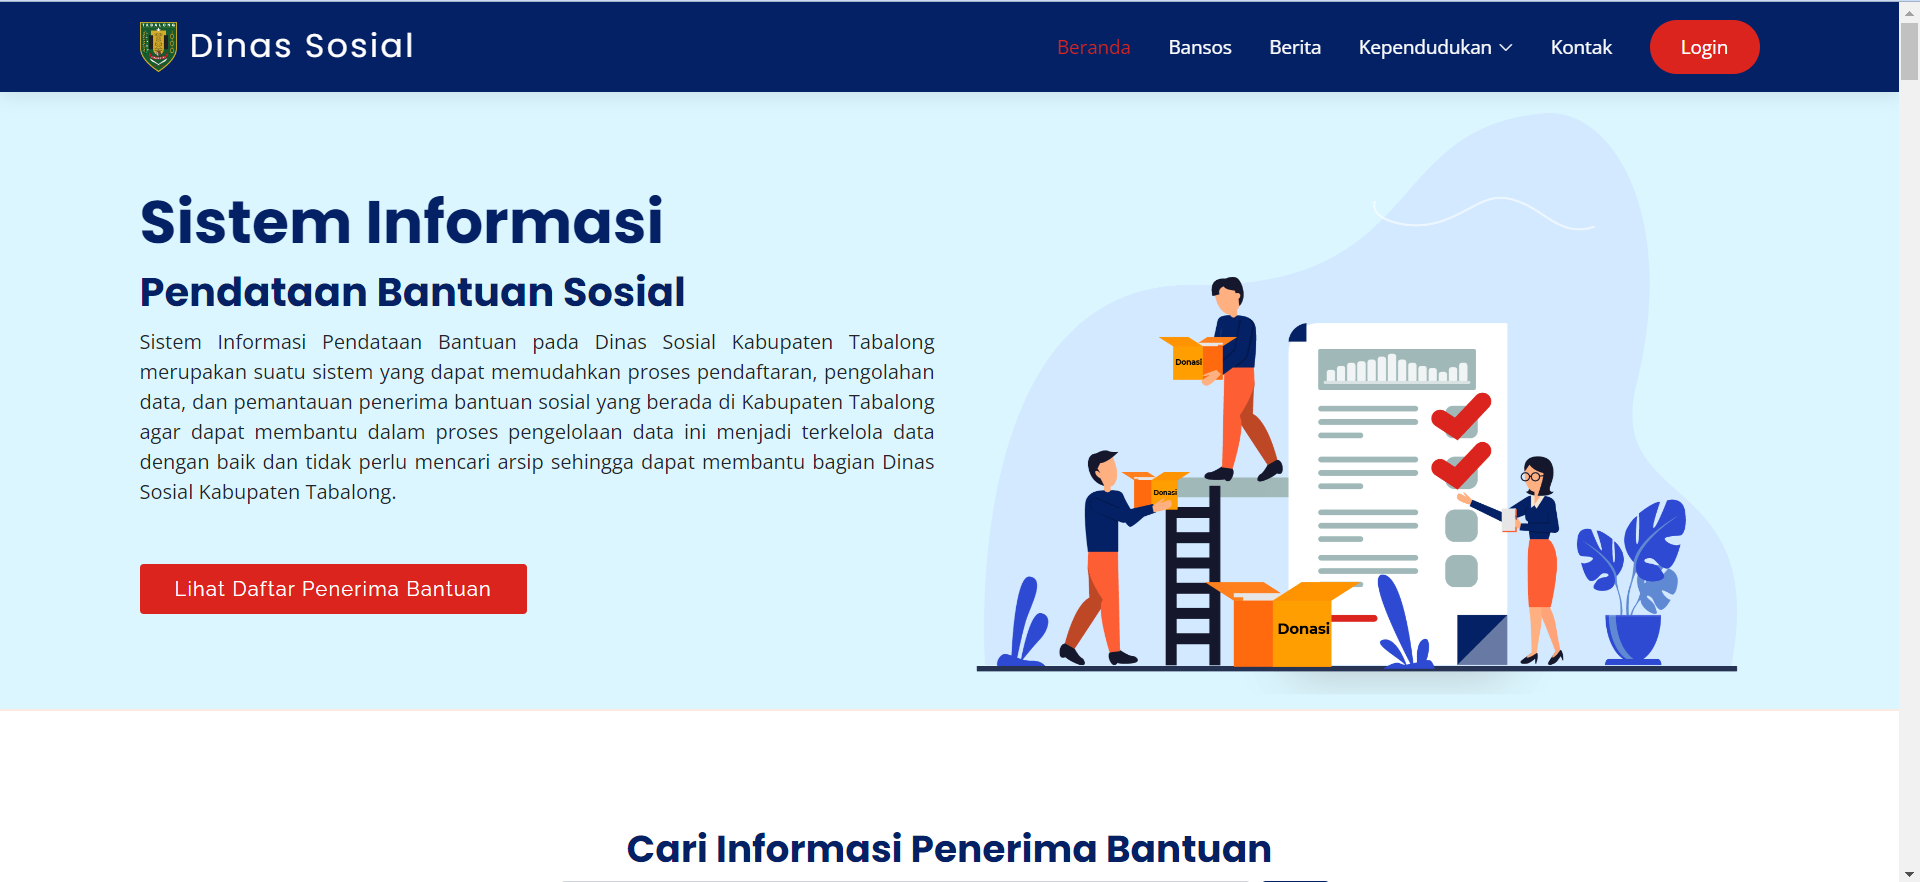 TABALONG
Dinas Sosial
Beranda
Bansos
Berita
Kependudukan
Kontak
Login
Sistem Informasi
Pendataan Bantuan Sosial
Sistem Informasi Pendataan Bantuan pada Dinas Sosial Kabupaten Tabalong
merupakan suatu sistem yang dapat memudahkan proses pendaftaran, pengolahan
data, dan pemantauan penerima bantuan sosial yang berada di Kabupaten Tabalong
agar dapat membantu dalam proses pengelolaan data ini menjadi terkelola data
dengan baik dan tidak perlu mencari arsip sehingga dapat membantu bagian Dinas
Sosial Kabupaten Tabalong.
Lihat Daftar Penerima Bantuan
Donasi
Donasi
Donasi
Cari Informasi Penerima Bantuan